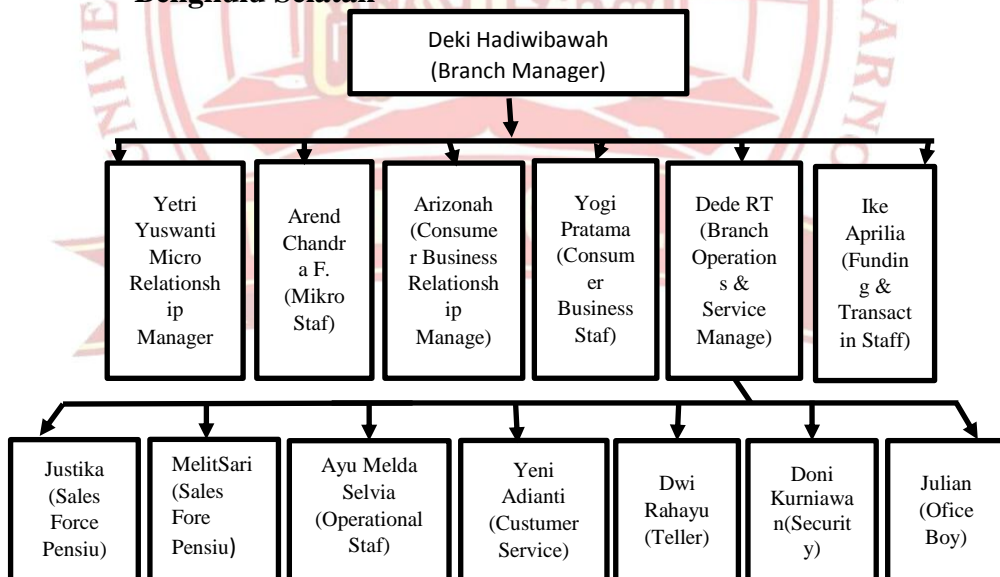 Bengkulu Selatan
Deki Hadiwibawah
(Branch Manager)
Yetri
Yuswanti
Micro
Relationsh
ip
Manager
Arend
Chandr
a F.
(Mikro
Staf)
Arizonah
(Consume
r Business
Relationsh
ip
Manage)
Yogi
Pratama
(Consum
er
Business
Staf)
Dede RT
(Branch
Operation
s &
Service
Manage)
Ike
Aprilia
(Fundin
g &
Transact
in Staff)
Justika
(Sales
Force
Pensiu)
MelitSari
(Sales
Fore
Pensiu)
Ayu Melda
Selvia
(Operational
Staf)
Yeni
Adianti
(Custumer
Service)
Dwi
Rahayu
(Teller)
Doni
Kurniawa
n(Securit
y)
Julian
(Ofice
Boy)